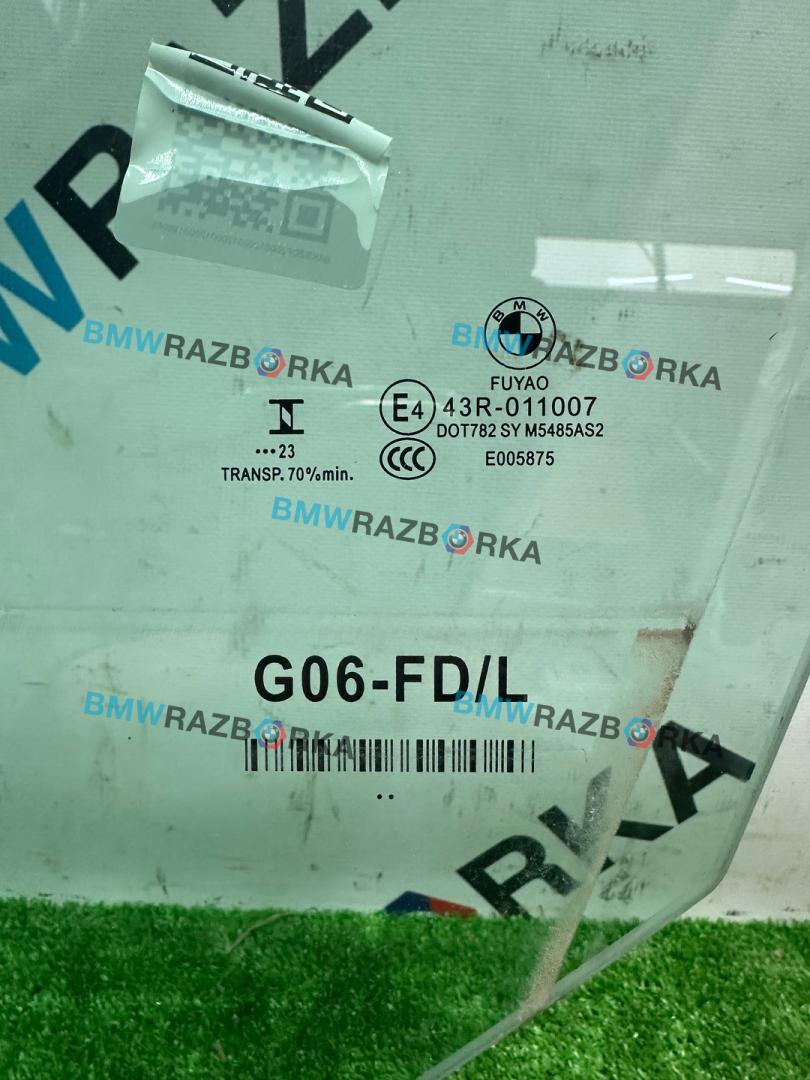 BMW
BMWRAZBORKA
BMWRAZBORKA
FUYAO
E4
43R-011007
DOT782 SY M5485AS2
•••23
CCC
E005875
TRANSP. 70%min.
BMWRAZBORKA
G06-FD/L
BMWRAZBORKA
BMWRAZBORKA
RKA